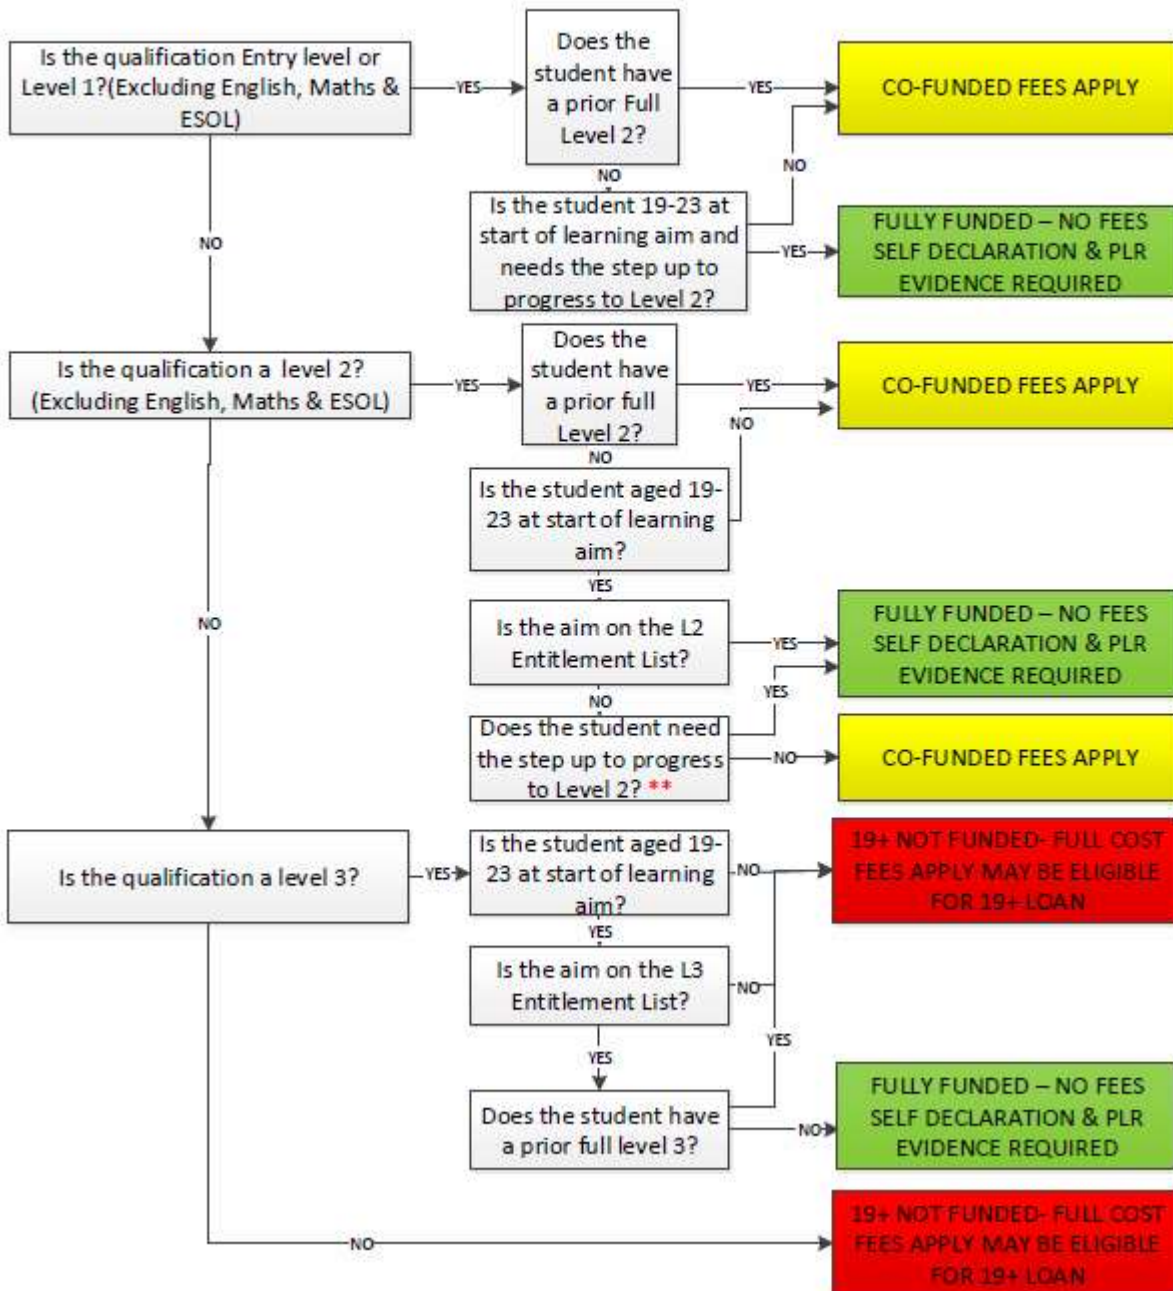 Is the qualification Entry level or
Level 1?(Excluding English, Maths &
ESOL)
YES
Does the
student have
a prior Full
Level 2?
YES
CO-FUNDED FEES APPLY
NO
NO
Is the student 19-23 at
start of learning aim and
needs the step up to
progress to Level 2?
YES
FULLY FUNDED – NO FEES
SELF DECLARATION & PLR
EVIDENCE REQUIRED
NO
Is the qualification a level 2?
(Excluding English, Maths & ESOL)
YES
Does the
student have
a prior full
Level 2?
YES
CO-FUNDED FEES APPLY
NO
NO
Is the student aged 19-
23 at start of learning
aim?
YES
Is the aim on the L2
Entitlement List?
YES
FULLY FUNDED – NO FEES
SELF DECLARATION & PLR
EVIDENCE REQUIRED
NO
YES
Does the student need
the step up to progress
to Level 2? **
NO
CO-FUNDED FEES APPLY
NO
Is the qualification a level 3?
YES
Is the student aged 19-
23 at start of learning
aim?
NO
19+ NOT FUNDED- FULL COST
FEES APPLY MAY BE ELIGIBLE
FOR 19+ LOAN
YES
Is the aim on the L3
Entitlement List?
NO
YES
YES
Does the student have
a prior full level 3?
NO
FULLY FUNDED – NO FEES
SELF DECLARATION & PLR
EVIDENCE REQUIRED
NO
19+ NOT FUNDED- FULL COST
FEES APPLY MAY BE ELIGIBLE
FOR 19+ LOAN